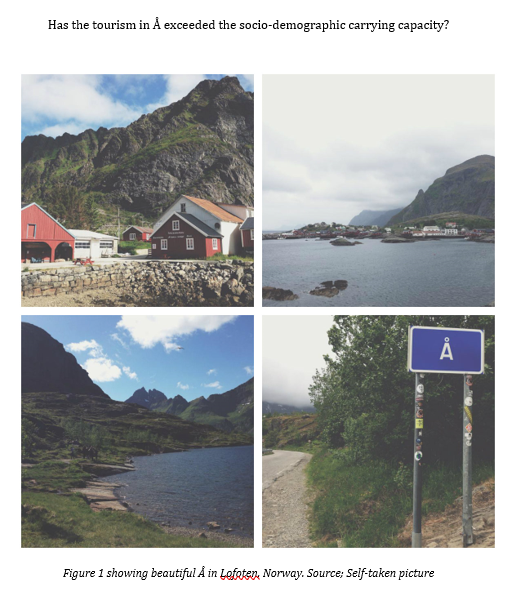 Has the tourism in Å exceeded the socio-demographic carrying capacity?
Å
Figure 1 showing beautiful Å in Lofoten, Norway. Source; Self-taken picture